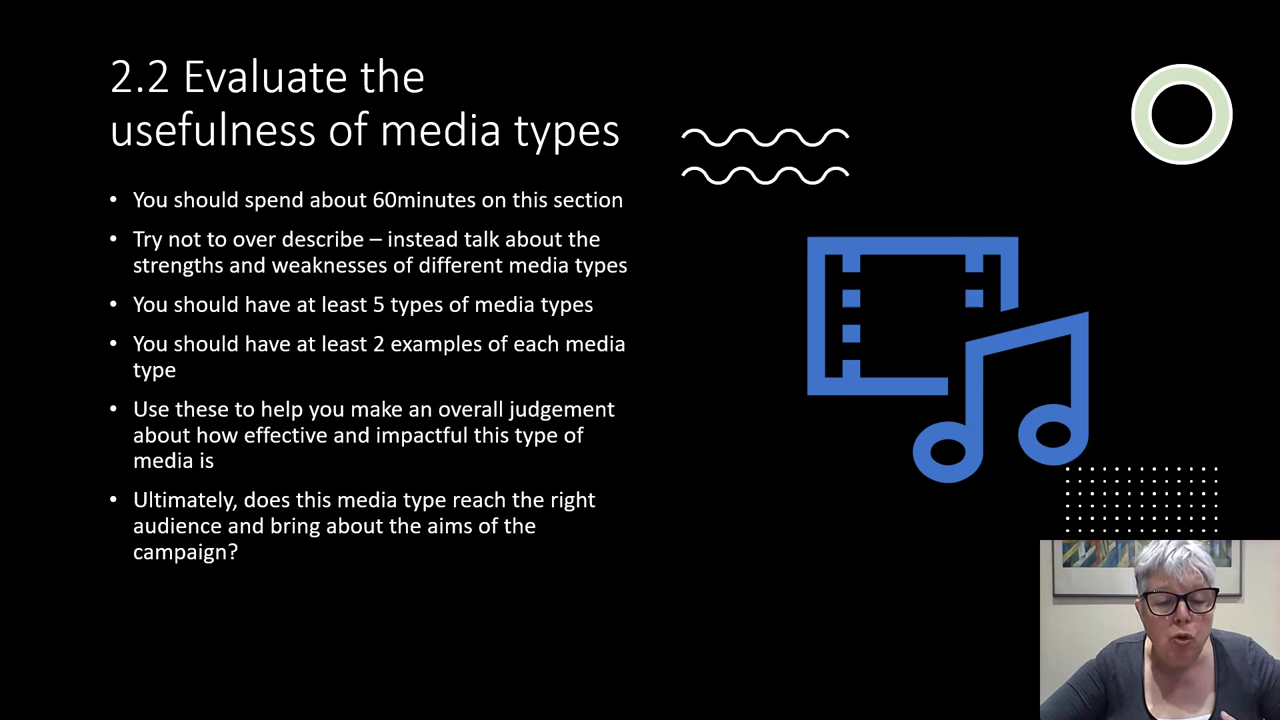 2.2 Evaluate the
usefulness of media types
• You should spend about 60minutes on this section
• Try not to over describe – instead talk about the
strengths and weaknesses of different media types
• You should have at least 5 types of media types
• You should have at least 2 examples of each media
type
• Use these to help you make an overall judgement
about how effective and impactful this type of
media is
• Ultimately, does this media type reach the right
audience and bring about the aims of the
campaign?